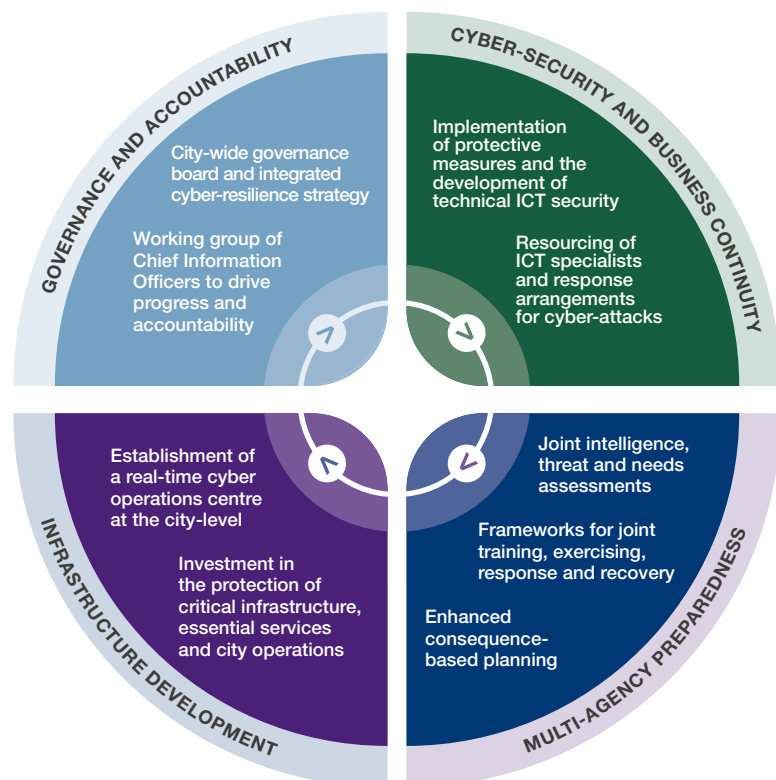 GOVERNANCE AND ACCOUNTABILITY
City-wide governance
board and integrated
cyber-resilience strategy
Working group of
Chief Information
Officers to drive
progress and
accountability
CYBER-SECURITY AND BUSINESS CONTINUITY
Implementation
of protective
measures and the
development of
technical ICT security
Resourcing of
ICT specialists
and response
arrangements
for cyber-attacks
INFRASTRUCTURE DEVELOPMENT
Establishment of
a real-time cyber
operations centre
at the city-level
Investment in
the protection of
critical infrastructure,
essential services
and city operations
MULTI-AGENCY PREPAREDNESS
Joint intelligence,
threat and needs
assessments
Frameworks for joint
training, exercising,
response and recovery
Enhanced
consequence-
based planning